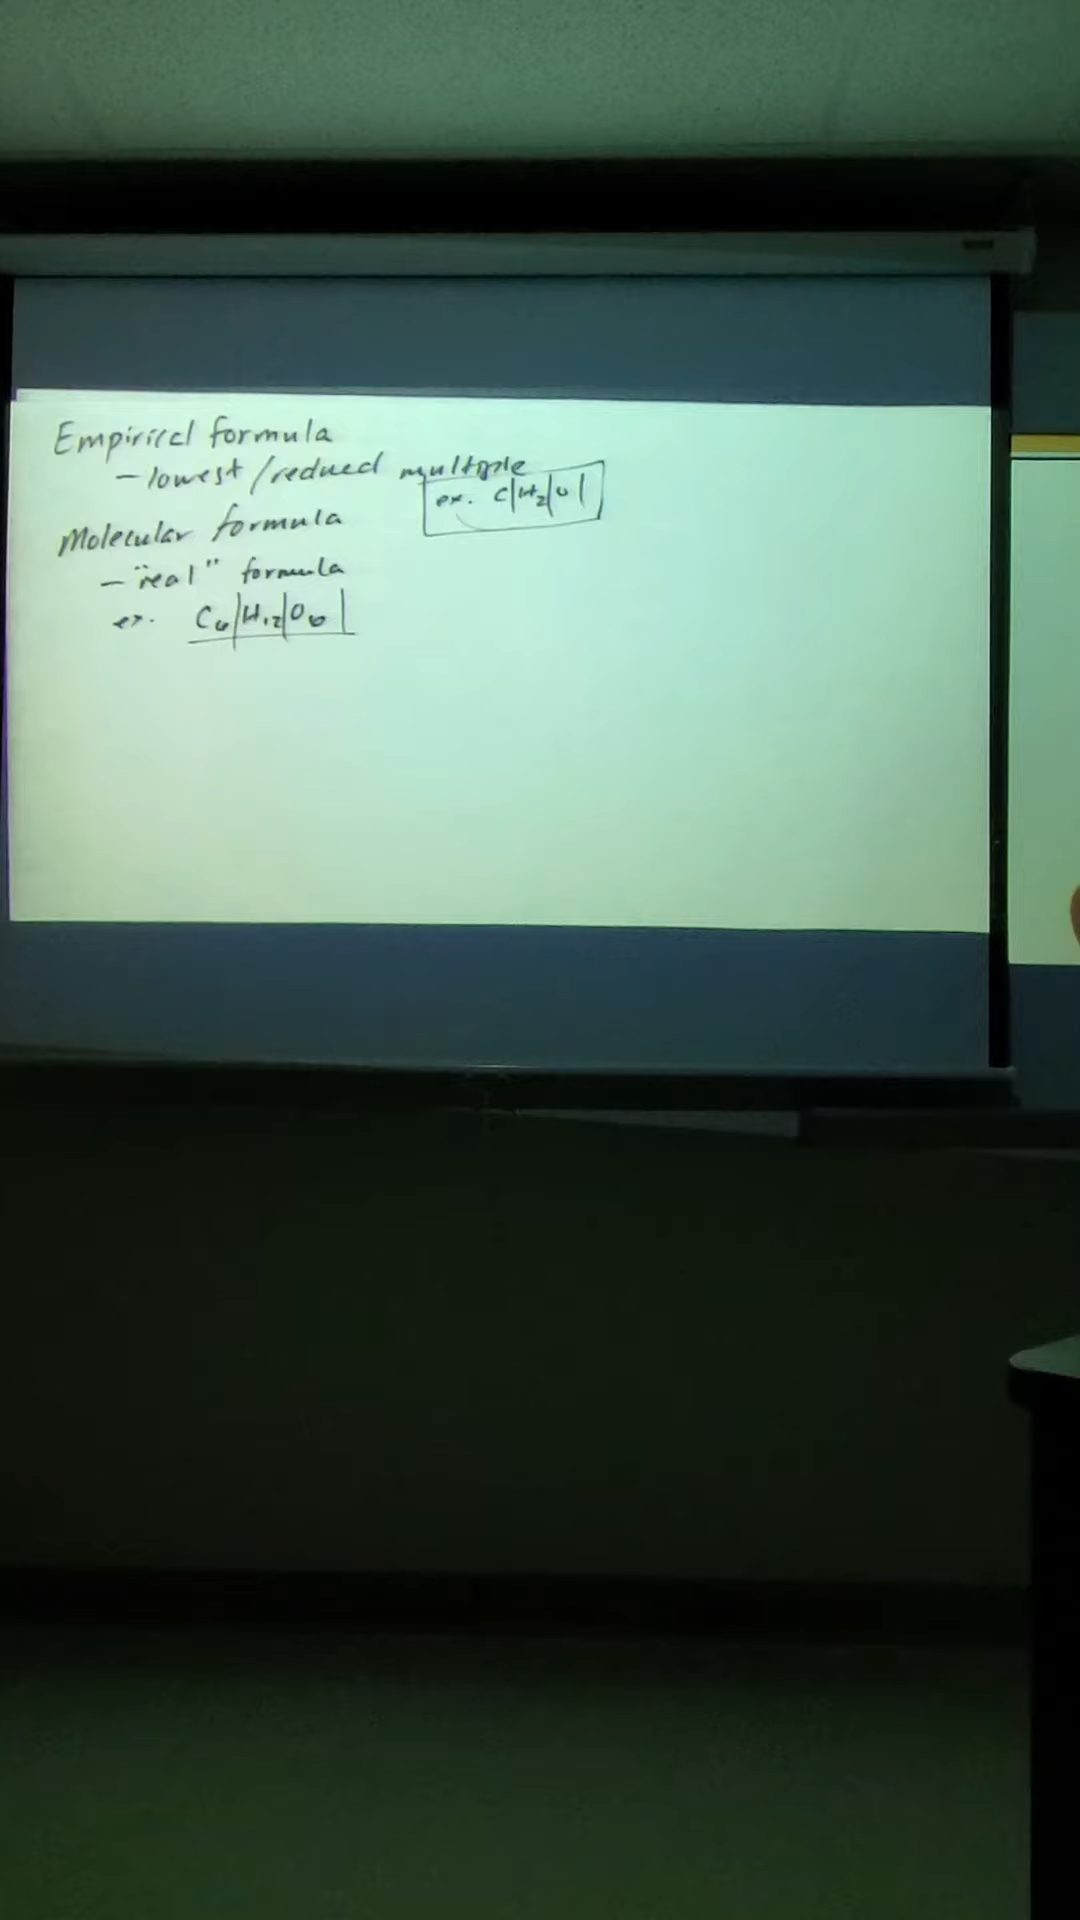 Empirical formula
- lowest/reduced multiple
ex. C|H₂|O|
Molecular formula
- "real" formula
ex. C₆|H₁₂|O₆|